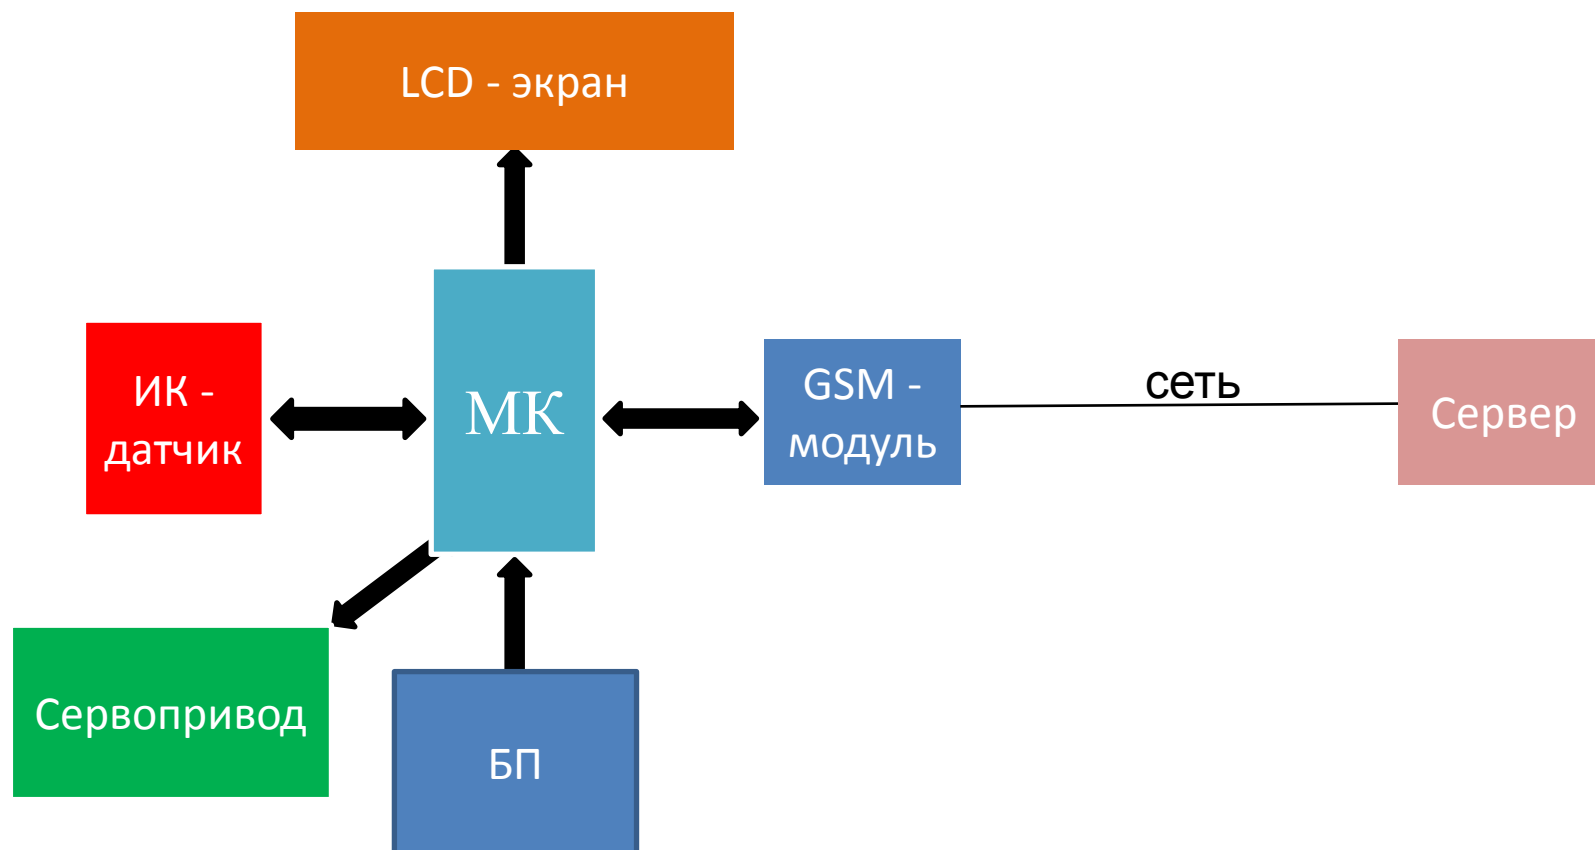 LCD - экран
ИК -
датчик
МК
GSM -
модуль
сеть
Сервер
Сервопривод
БП